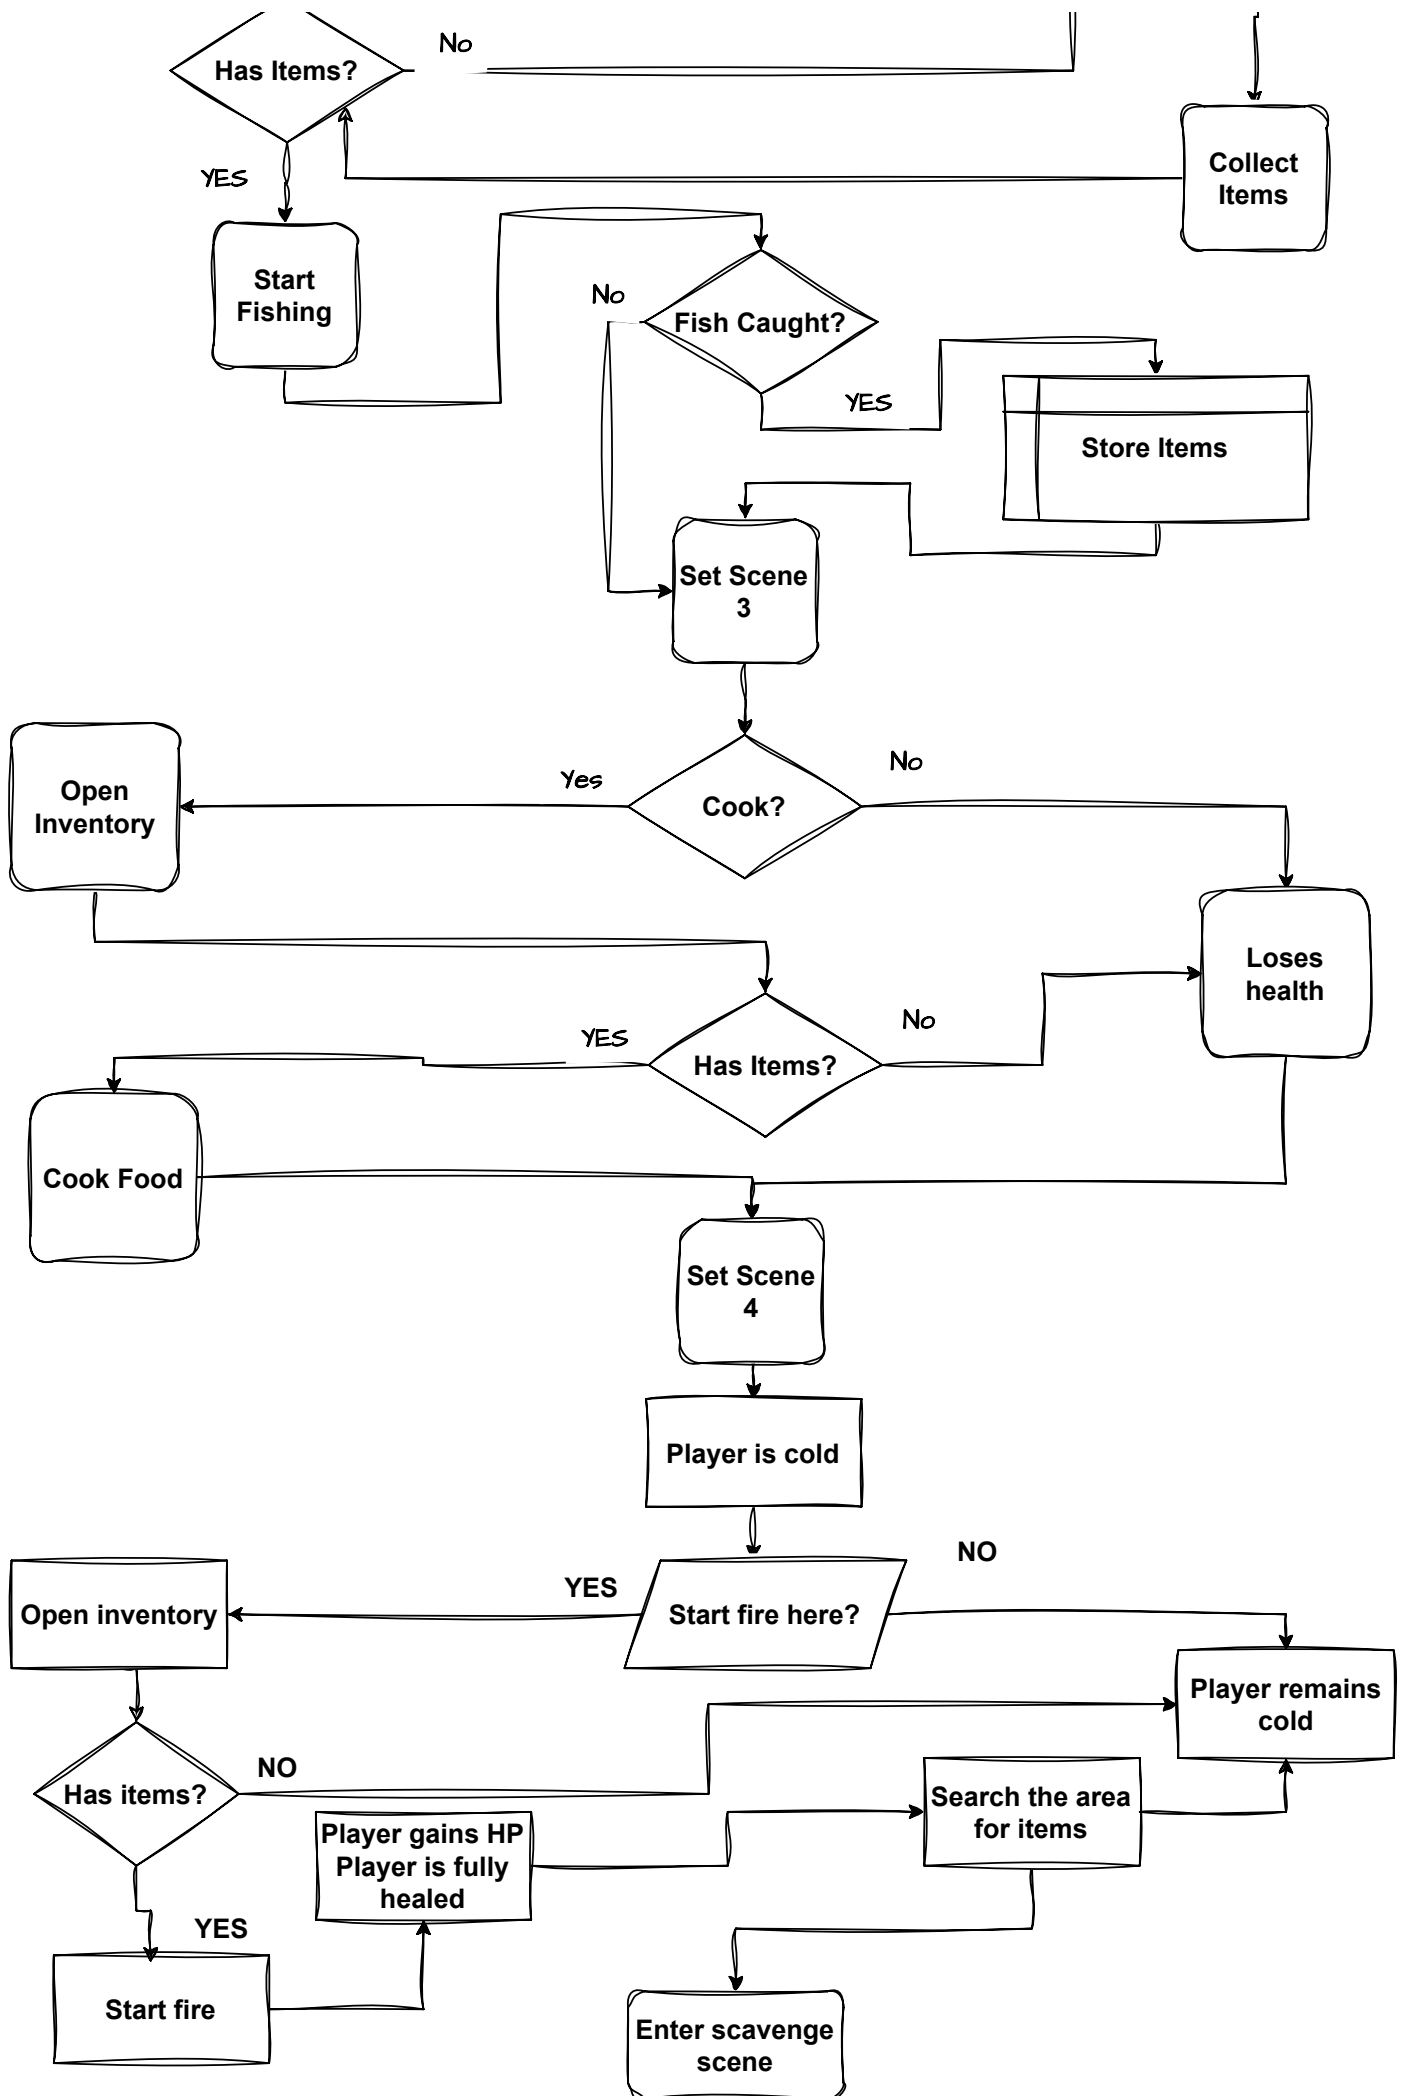 No
Has Items?
Collect
Items
YES
Start
Fishing
No
Fish Caught?
YES
Store Items
Set Scene
3
Open
Inventory
Yes
Cook?
No
Loses
health
YES
Has Items?
No
Cook Food
Set Scene
4
Player is cold
NO
YES
Open inventory
Start fire here?
Player remains
cold
Has items?
NO
Search the area
for items
Player gains HP
Player is fully
healed
YES
Start fire
Enter scavenge
scene